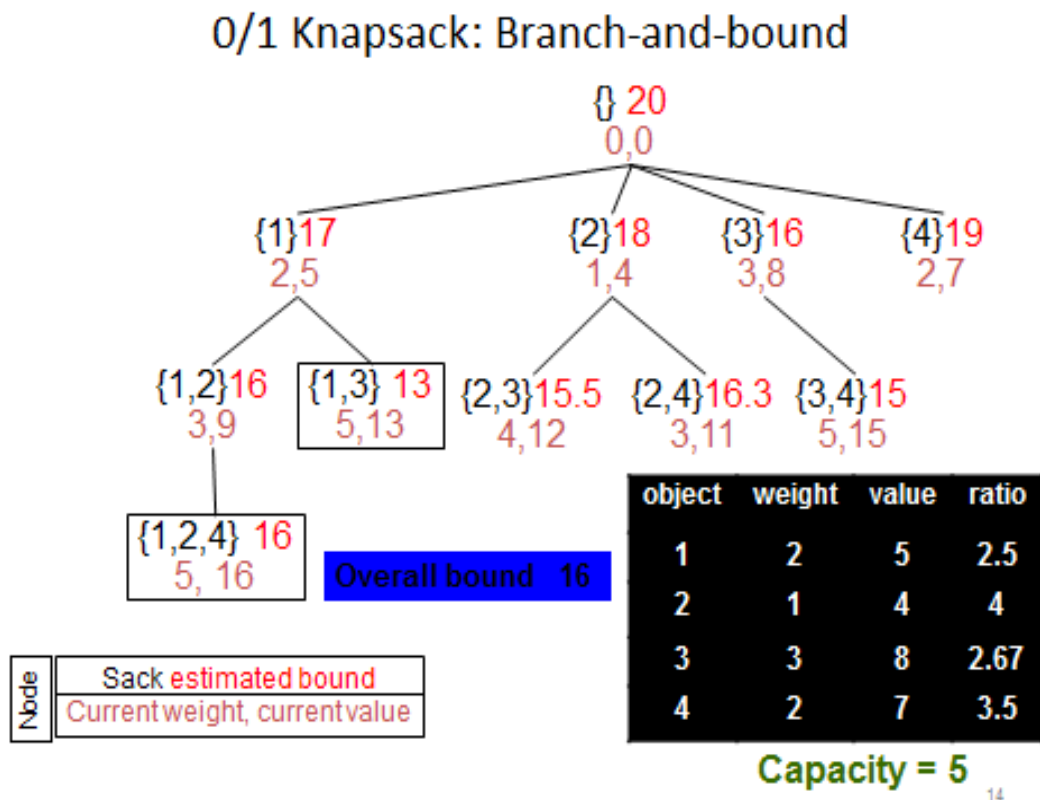 0/1 Knapsack: Branch-and-bound
{} 20
0,0
{1}17 {2}18 {3}16 {4}19
2,5 1,4 3,8 2,7
{1,2}16 {1,3} 13 {2,3}15.5 {2,4}16.3 {3,4}15
3,9 5,13 4,12 3,11 5,15
{1,2,4} 16
5, 16
Overall bound 16
object weight value ratio
1 2 5 2.5
2 1 4 4
3 3 8 2.67
4 2 7 3.5
Node
Sack estimated bound
Current weight, current value
Capacity = 5
14